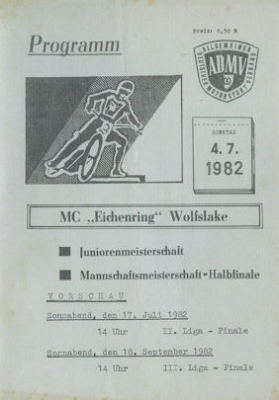 Preis: 0,50 M
Programm
ALLGEMEINER DEUTSCHER MOTORSPORT VERBAND
ADMV
SONNTAG
4.7.
1982
MC „Eichenring" Wolfslake
Juniorenmeisterschaft
Mannschaftsmeisterschaft-Halbfinale
VORSCHAU
Sonnabend, den 17. Juli 1982
14 Uhr II. Liga - Finale
Sonnabend, den 18. September 1982
14 Uhr III. Liga - Finale